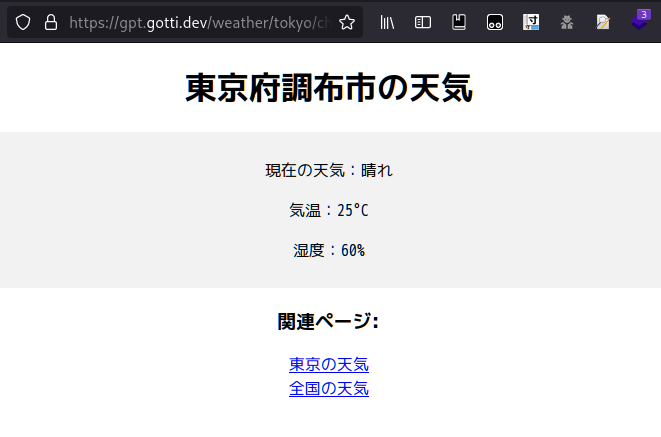 https://gpt.gotti.dev/weather/tokyo/ch
3
東京府調布市の天気
現在の天気：晴れ
気温：25°C
湿度：60%
関連ページ:
東京の天気
全国の天気